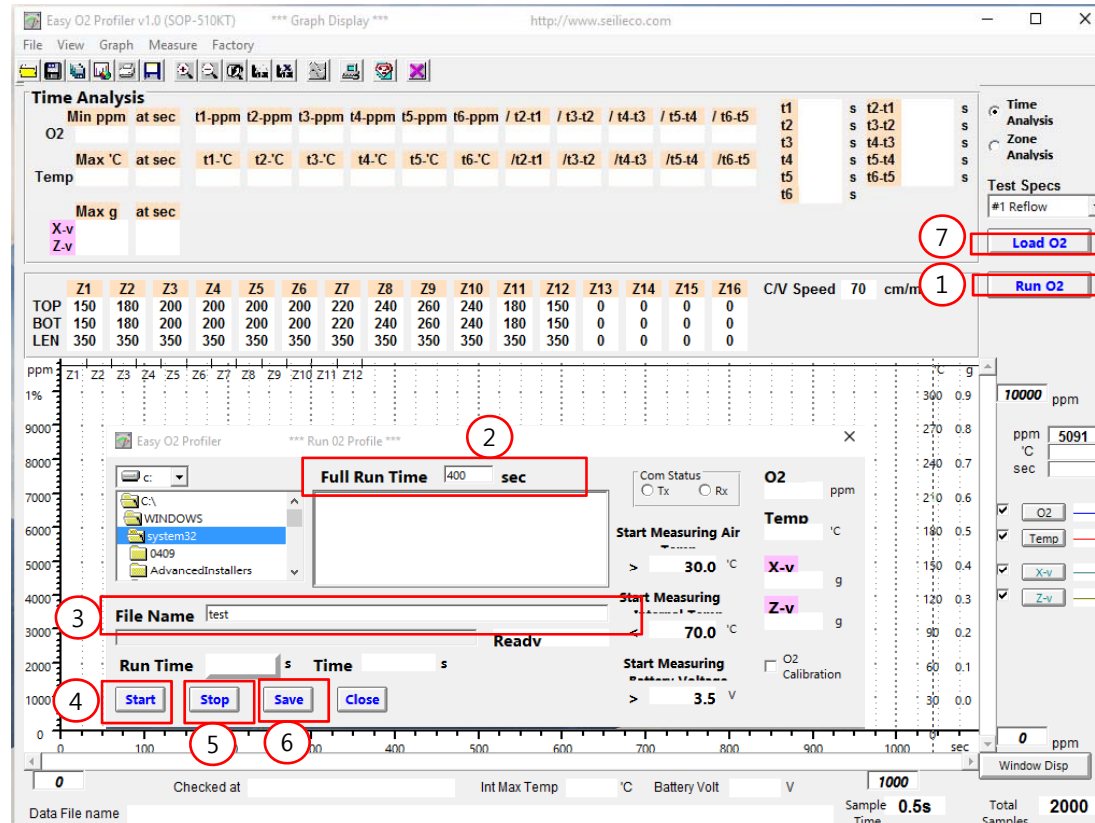 Easy O2 Profiler v1.0 (SOP-510KT) *** Graph Display *** http://www.seilieco.com
File View Graph Measure Factory
Time Analysis
Min ppm at sec t1-ppm t2-ppm t3-ppm t4-ppm t5-ppm t6-ppm / t2-t1 / t3-t2 / t4-t3 / t5-t4 / t6-t5
O2
Max 'C at sec t1-'C t2-'C t3-'C t4-'C t5-'C t6-'C /t2-t1 /t3-t2 /t4-t3 /t5-t4 /t6-t5
Temp
Max g at sec
X-v
Z-v
t1 s t2-t1 s
t2 s t3-t2 s
t3 s t4-t3 s
t4 s t5-t4 s
t5 s t6-t5 s
t6 s
Time
Analysis
Zone
Analysis
Test Specs
#1 Reflow
7 Load O2
1 Run O2
Z1 Z2 Z3 Z4 Z5 Z6 Z7 Z8 Z9 Z10 Z11 Z12 Z13 Z14 Z15 Z16 C/V Speed 70 cm/m
TOP 150 180 200 200 200 200 220 240 260 240 180 150 0 0 0 0
BOT 150 180 200 200 200 200 220 240 260 240 180 150 0 0 0 0
LEN 350 350 350 350 350 350 350 350 350 350 350 350 0 0 0 0
ppm Z1 Z2 Z3 Z4 Z5 Z6 Z7 Z8 Z9 Z10 Z11 Z12 'C g
1% 300 0.9
9000 270 0.8
8000 240 0.7
7000 210 0.6
6000 180 0.5
5000 150 0.4
4000 120 0.3
3000 90 0.2
2000 60 0.1
1000 30 0.0
0 0
0 100 300 400 500 600 700 800 900 1000 sec
Easy O2 Profiler *** Run 02 Profile ***
2
c:
Full Run Time 400 sec
C:\
WINDOWS
system32
0409
AdvancedInstallers
Com Status
Tx Rx
O2 ppm
Temp 'C
X-v g
Z-v g
Start Measuring Air
> 30.0 'C
Start Measuring
< 70.0 'C
Start Measuring
> 3.5 V
O2
Calibration
3 File Name test
Ready
Run Time s Time s
4 Start Stop Save Close
5 6
10000 ppm
ppm 5091
'C
sec
O2
Temp
X-v
Z-v
0 ppm
Window Disp
0 1000
Checked at Int Max Temp 'C Battery Volt V
Data File name
Sample 0.5s Total 2000
Time Samples